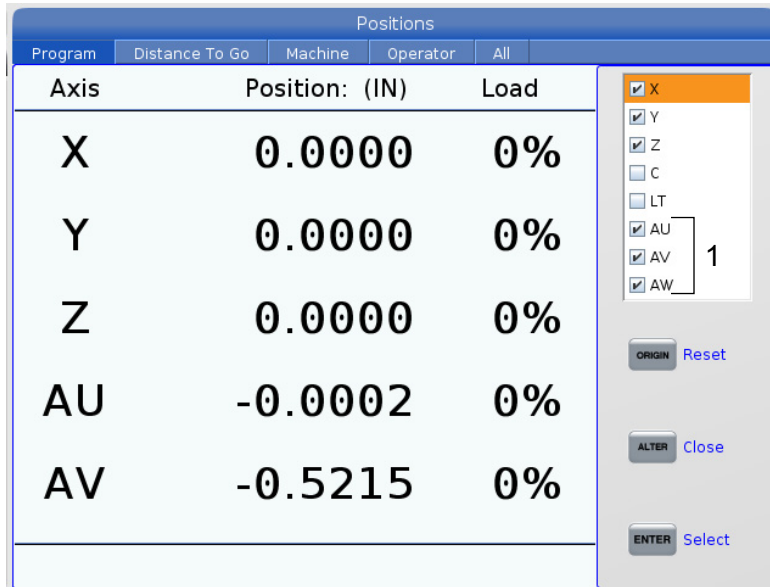 Positions
Program Distance To Go Machine Operator All
Axis Position: (IN) Load
X 0.0000 0%
Y 0.0000 0%
Z 0.0000 0%
AU -0.0002 0%
AV -0.5215 0%
X
Y
Z
C
LT
AU
AV
AW
1
ORIGIN Reset
ALTER Close
ENTER Select